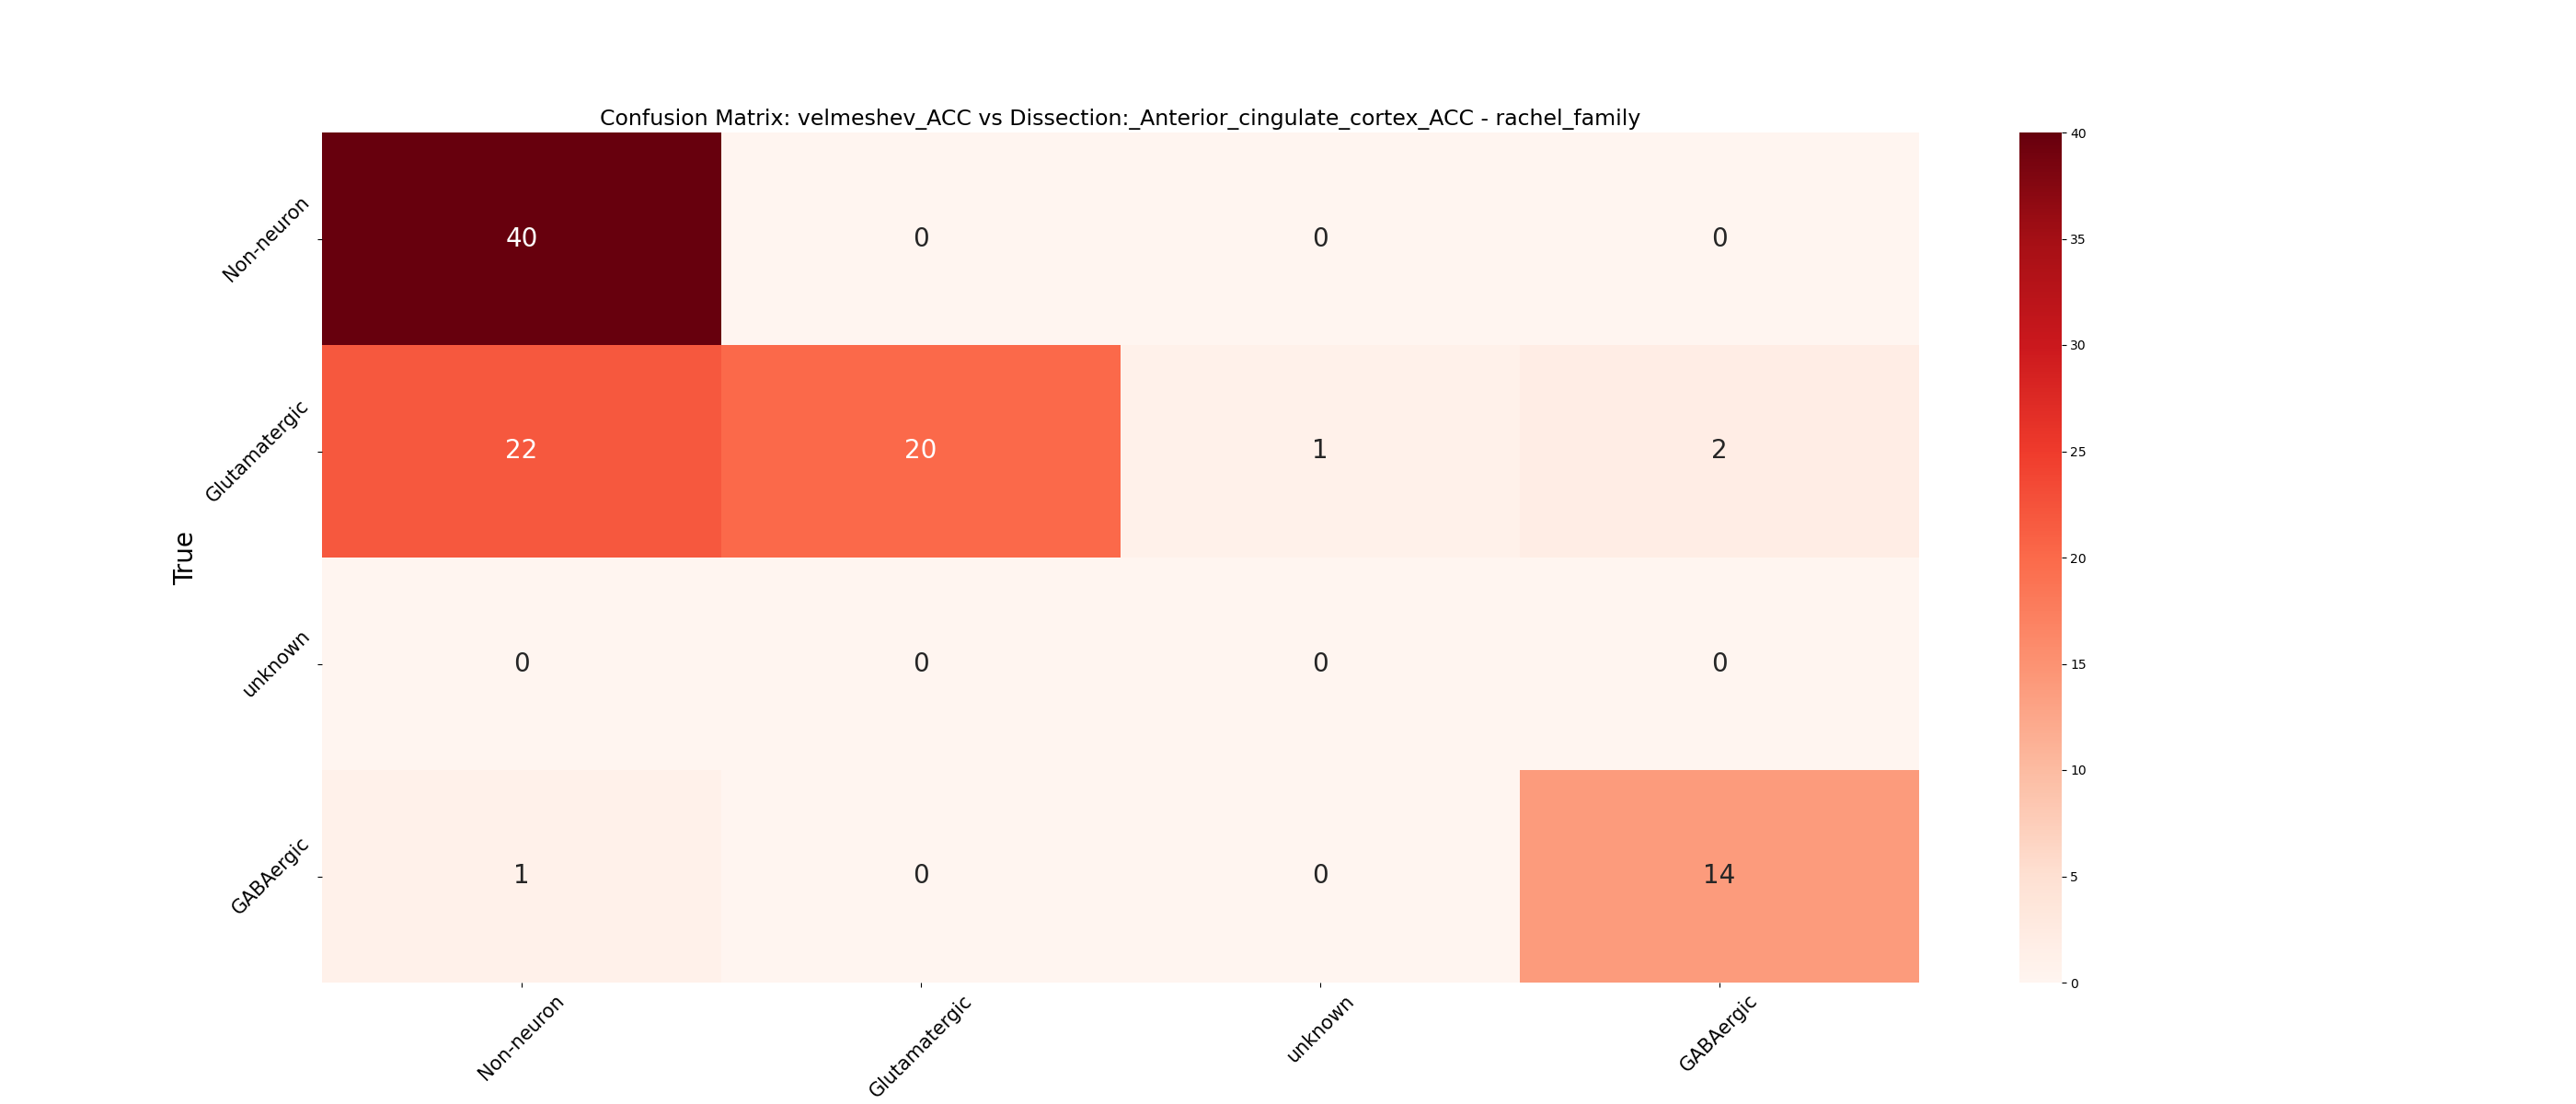 Confusion Matrix: velmeshev_ACC vs Dissection:_Anterior_cingulate_cortex_ACC - rachel_family
True
Non-neuron
40 0 0 0
Glutamatergic
22 20 1 2
unknown
0 0 0 0
GABAergic
1 0 0 14
Non-neuron Glutamatergic unknown GABAergic
40
35
30
25
20
15
10
5
0